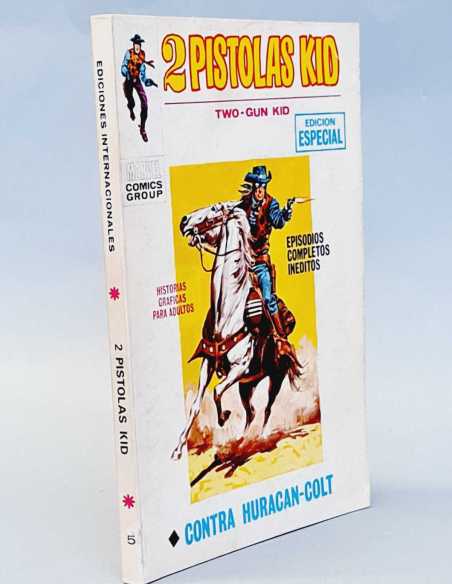 EDICIONES INTERNACIONALES
2 PISTOLAS KID
5
2 PISTOLAS KID
TWO-GUN KID
EDICION
ESPECIAL
MARVEL
COMICS
GROUP
EPISODIOS
COMPLETOS
INEDITOS
HISTORIAS
GRAFICAS
PARA ADULTOS
CONTRA HURACAN-COLT